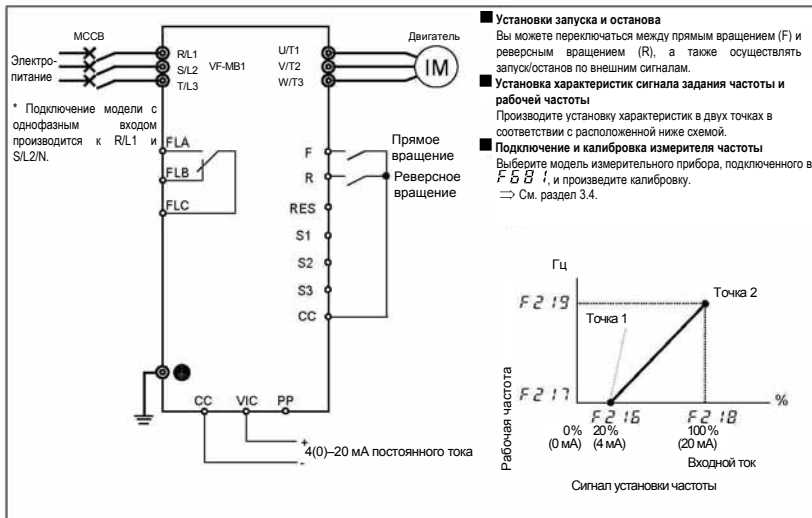 MCCB
Электро-
питание
R/L1
S/L2
T/L3
VF-MB1
U/T1
V/T2
W/T3
Двигатель
IM
* Подключение модели с
однофазным входом
производится к R/L1 и
S/L2/N.
FLA
FLB
FLC
F
R
RES
S1
S2
S3
CC
Прямое
вращение
Реверсное
вращение
CC
VIC
PP
+
-
4(0)–20 мА постоянного тока
Установки запуска и останова
Вы можете переключаться между прямым вращением (F) и
реверсным вращением (R), а также осуществлять
запуск/останов по внешним сигналам.
Установка характеристик сигнала задания частоты и
рабочей частоты
Производите установку характеристик в двух точках в
соответствии с расположенной ниже схемой.
Подключение и калибровка измерителя частоты
Выберите модель измерительного прибора, подключенного в
F681, и произведите калибровку.
⇒ См. раздел 3.4.
Гц
F219
Точка 2
Точка 1
F217
%
F216
F218
0%
(0 мА)
20%
(4 мА)
100%
(20 мА)
Рабочая частота
Входной ток
Сигнал установки частоты